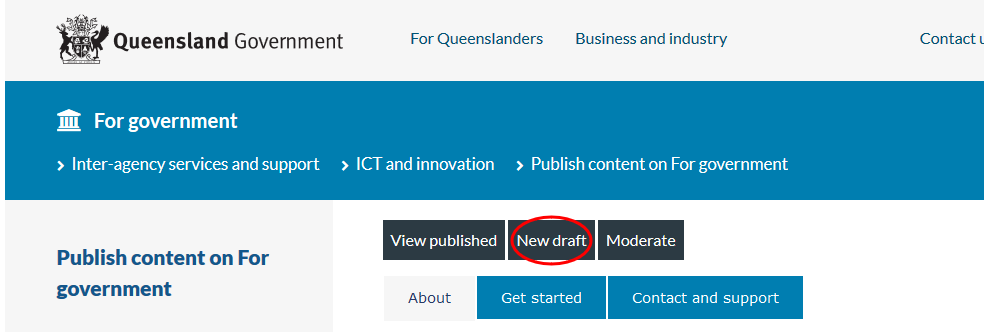 Queensland Government
For Queenslanders
Business and industry
Contact u
For government
Inter-agency services and support
ICT and innovation
Publish content on For government
Publish content on For
government
View published
New draft
Moderate
About
Get started
Contact and support